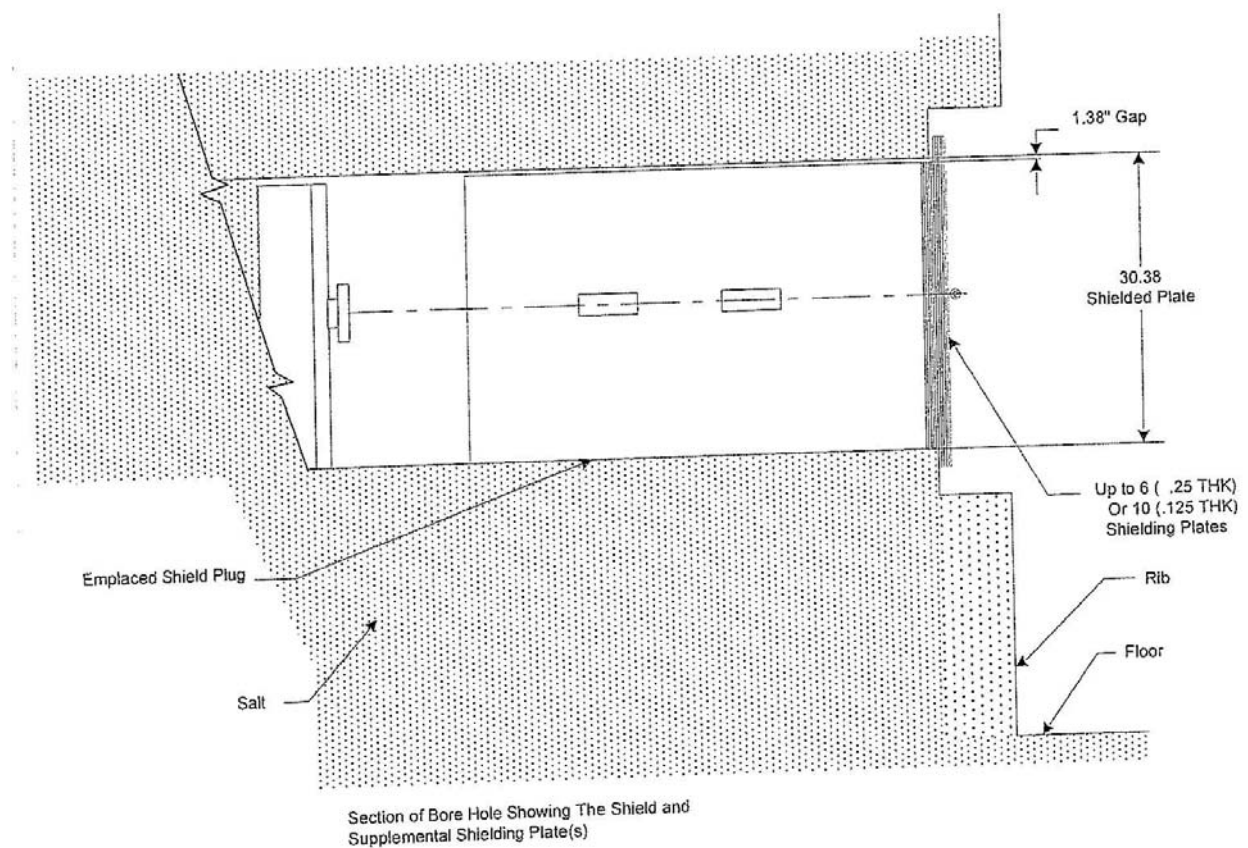 1.38" Gap
30.38
Shielded Plate
Up to 6 ( .25 THK)
Or 10 (.125 THK)
Shielding Plates
Emplaced Shield Plug
Rib
Floor
Salt
Section of Bore Hole Showing The Shield and
Supplemental Shielding Plate(s)